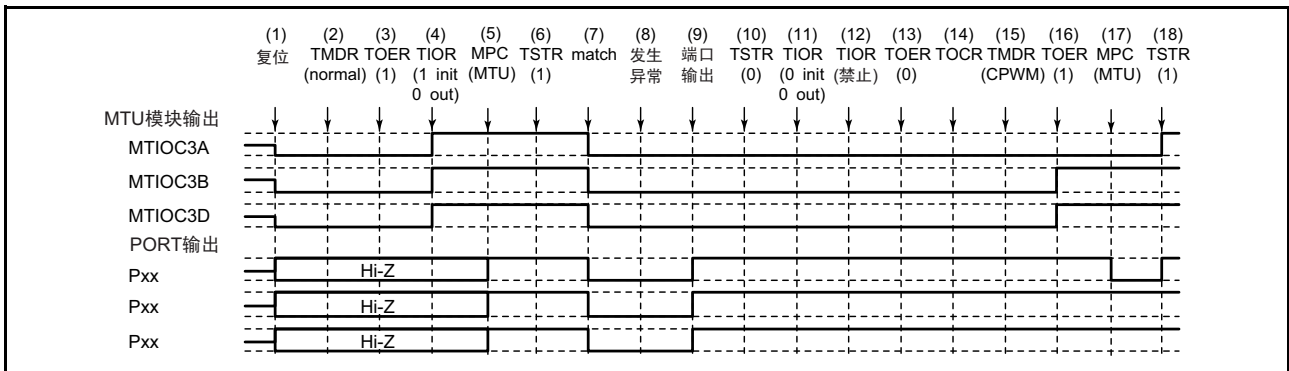 (1) (2) (3) (4) (5) (6) (7) (8) (9) (10) (11) (12) (13) (14) (15) (16) (17) (18)
复位 TMDR TOER TIOR MPC TSTR match 发生 端口 TSTR TIOR TIOR TOER TOCR TMDR TOER MPC TSTR
(normal) (1) (1 init (MTU) (1) 异常 输出 (0) (0 init (禁止) (0) (CPWM) (1) (MTU) (1)
0 out) 0 out)
MTU模块输出
MTIOC3A
MTIOC3B
MTIOC3D
PORT输出
Pxx Hi-Z
Pxx Hi-Z
Pxx Hi-Z